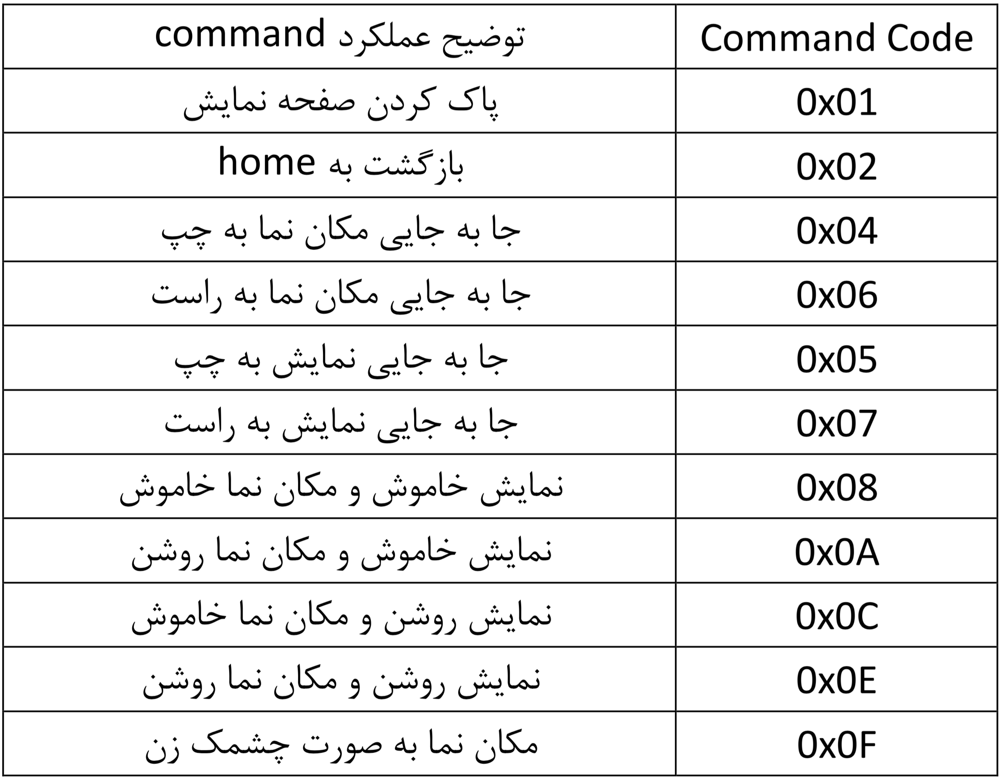 توضیح عملکرد command Command Code
پاک کردن صفحه نمایش 0x01
بازگشت به home 0x02
جا به جایی مکان نما به چپ 0x04
جا به جایی مکان نما به راست 0x06
جا به جایی نمایش به چپ 0x05
جا به جایی نمایش به راست 0x07
نمایش خاموش و مکان نما خاموش 0x08
نمایش خاموش و مکان نما روشن 0x0A
نمایش روشن و مکان نما خاموش 0x0C
نمایش روشن و مکان نما روشن 0x0E
مکان نما به صورت چشمک زن 0x0F